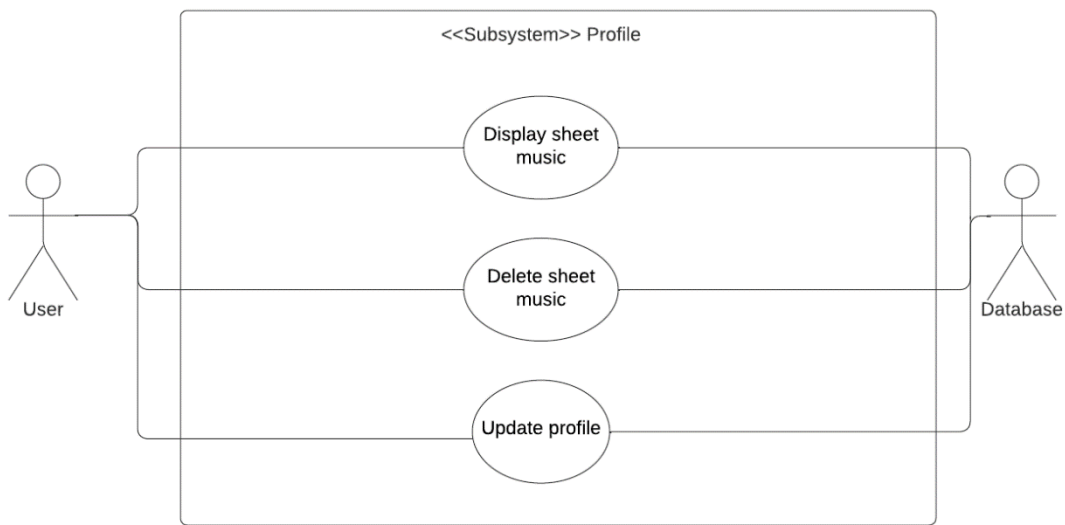 <<Subsystem>> Profile
Display sheet
music
Delete sheet
music
User
Database
Update profile